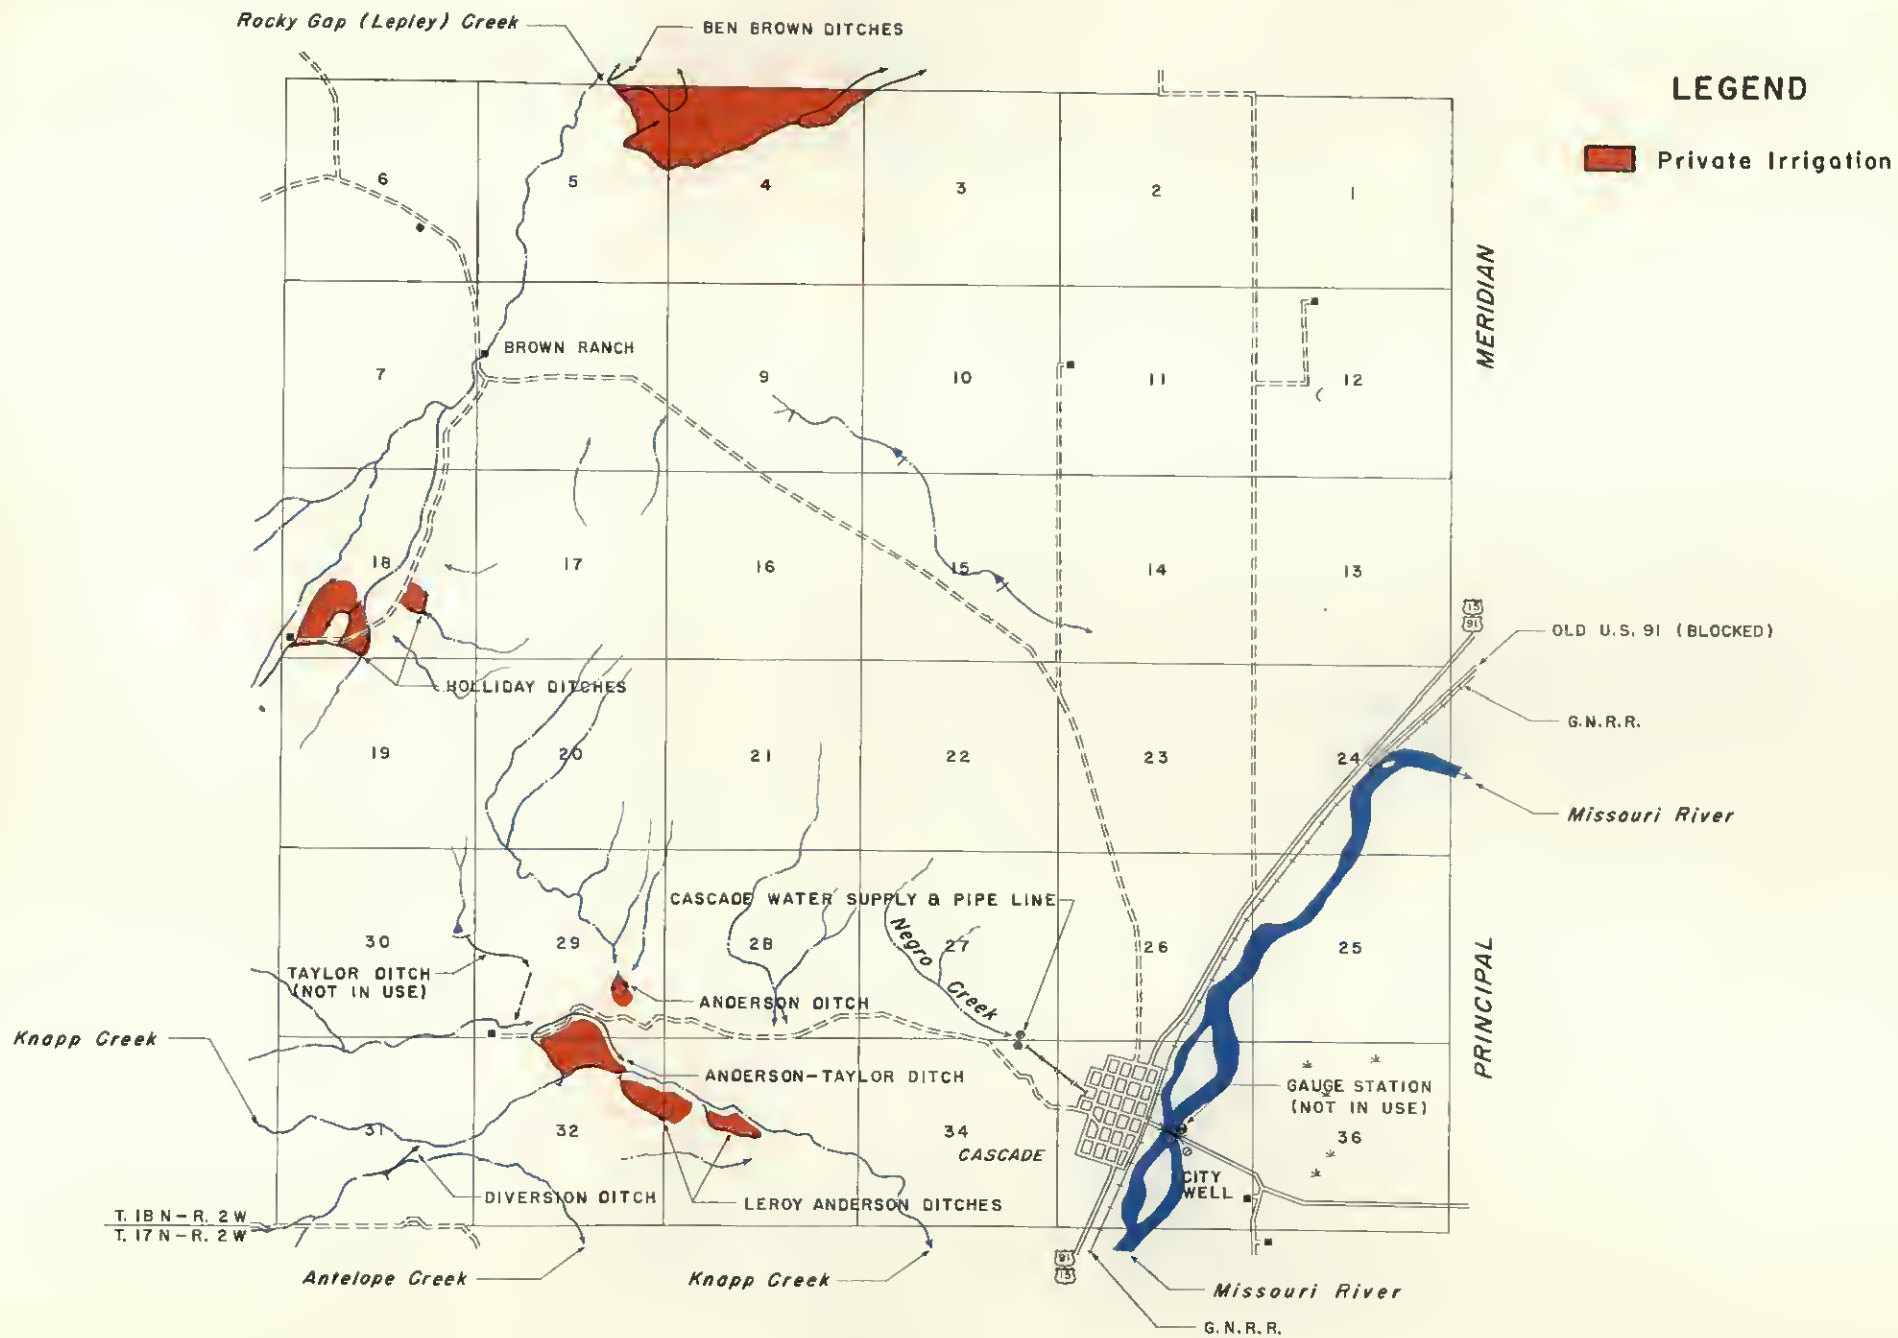 Rocky Gap (Lepley) Creek
BEN BROWN DITCHES
LEGEND
Private Irrigation
6
5
4
3
2
1
MERIDIAN
BROWN RANCH
7
9
10
11
12
18
17
16
15
14
13
15
91
OLD U.S. 91 (BLOCKED)
HOLLIDAY DITCHES
G.N.R.R.
19
20
21
22
23
24
Missouri River
CASCADE WATER SUPPLY & PIPE LINE
30
29
28
27
26
25
Negro Creek
TAYLOR DITCH
(NOT IN USE)
ANDERSON DITCH
PRINCIPAL
Knapp Creek
ANDERSON-TAYLOR DITCH
GAUGE STATION
(NOT IN USE)
31
32
34
36
CASCADE
CITY
WELL
DIVERSION DITCH
LEROY ANDERSON DITCHES
T. 18 N-R. 2 W
T. 17 N-R. 2 W
91
15
Antelope Creek
Knapp Creek
Missouri River
G.N.R.R.